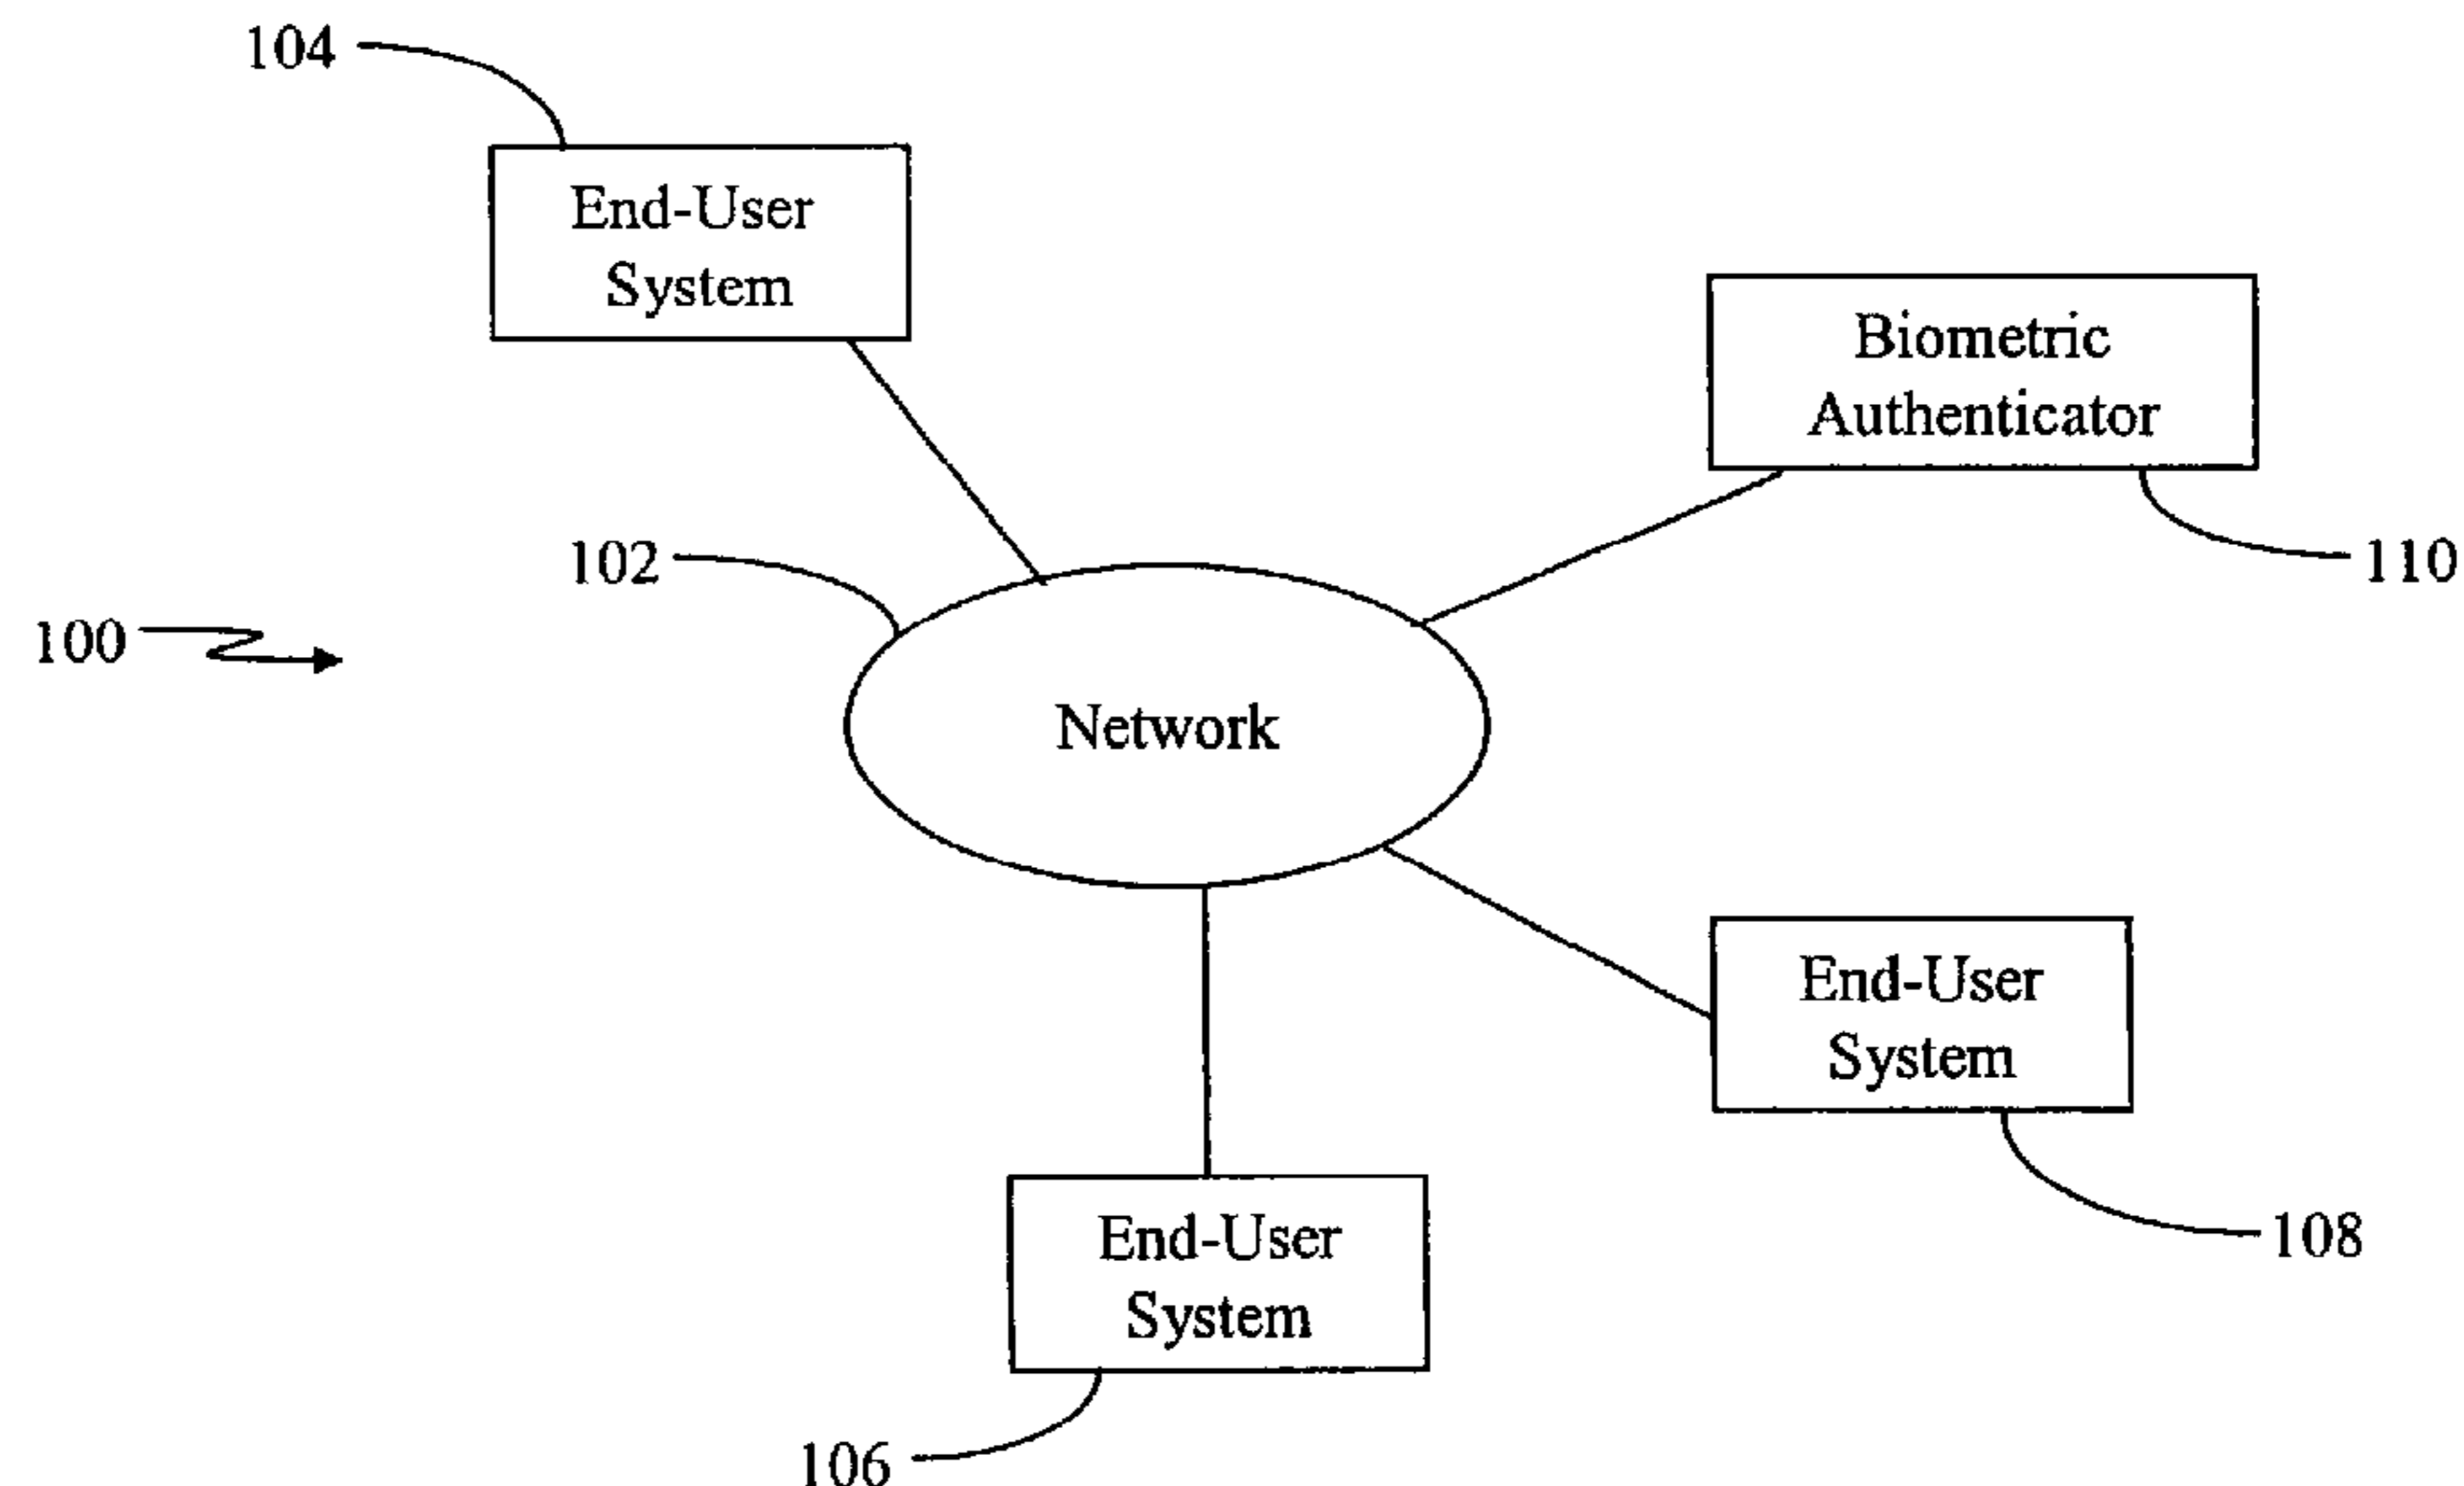 104
End-User
System
Biometric
Authenticator
102
110
100
Network
End-User
System
108
End-User
System
106